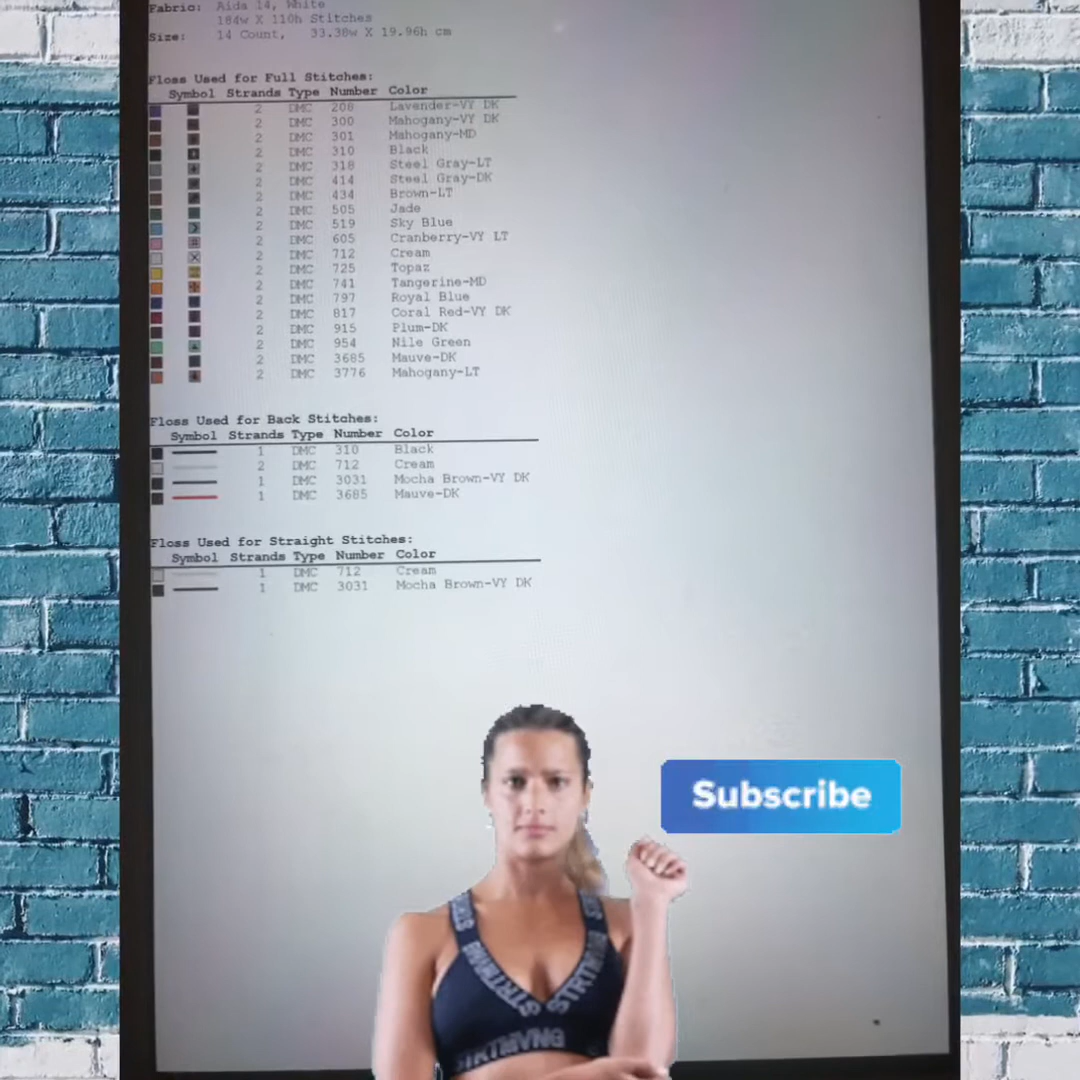 Fabric: Aida 14, White
184w X 110h Stitches
Size: 14 Count, 33.38w X 19.96h cm
Floss Used for Full Stitches:
Symbol Strands Type Number Color
2 DMC 208 Lavender-VY DK
2 DMC 300 Mahogany-VY DK
2 DMC 301 Mahogany-MD
2 DMC 310 Black
2 DMC 318 Steel Gray-LT
2 DMC 414 Steel Gray-DK
2 DMC 434 Brown-LT
2 DMC 505 Jade
2 DMC 519 Sky Blue
2 DMC 605 Cranberry-VY LT
2 DMC 712 Cream
2 DMC 725 Topaz
2 DMC 741 Tangerine-MD
2 DMC 797 Royal Blue
2 DMC 817 Coral Red-VY DK
2 DMC 915 Plum-DK
2 DMC 954 Nile Green
2 DMC 3685 Mauve-DK
2 DMC 3776 Mahogany-LT
Floss Used for Back Stitches:
Symbol Strands Type Number Color
1 DMC 310 Black
2 DMC 712 Cream
1 DMC 3031 Mocha Brown-VY DK
1 DMC 3685 Mauve-DK
Floss Used for Straight Stitches:
Symbol Strands Type Number Color
1 DMC 712 Cream
1 DMC 3031 Mocha Brown-VY DK
Subscribe
STRTMVNG